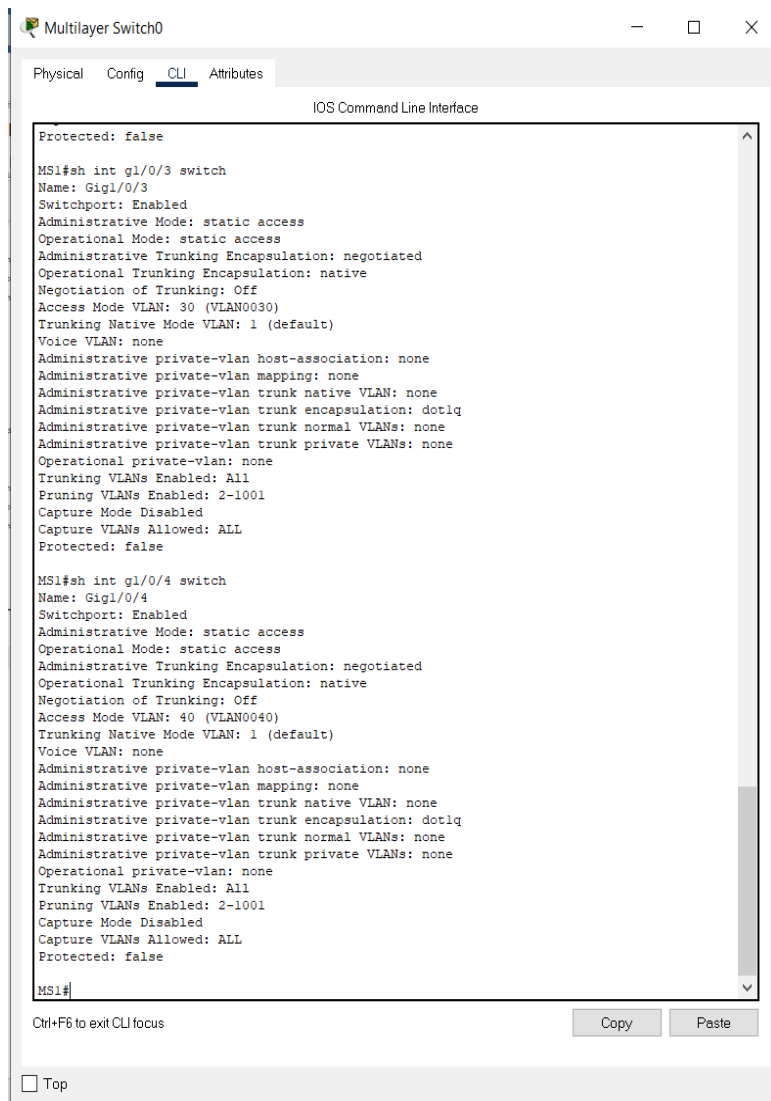 Multilayer Switch0
Physical Config CLI Attributes
IOS Command Line Interface
Protected: false
MS1#sh int g1/0/3 switch
Name: Gig1/0/3
Switchport: Enabled
Administrative Mode: static access
Operational Mode: static access
Administrative Trunking Encapsulation: negotiated
Operational Trunking Encapsulation: native
Negotiation of Trunking: Off
Access Mode VLAN: 30 (VLAN0030)
Trunking Native Mode VLAN: 1 (default)
Voice VLAN: none
Administrative private-vlan host-association: none
Administrative private-vlan mapping: none
Administrative private-vlan trunk native VLAN: none
Administrative private-vlan trunk encapsulation: dot1q
Administrative private-vlan trunk normal VLANs: none
Administrative private-vlan trunk private VLANs: none
Operational private-vlan: none
Trunking VLANs Enabled: All
Pruning VLANs Enabled: 2-1001
Capture Mode Disabled
Capture VLANs Allowed: ALL
Protected: false
MS1#sh int g1/0/4 switch
Name: Gig1/0/4
Switchport: Enabled
Administrative Mode: static access
Operational Mode: static access
Administrative Trunking Encapsulation: negotiated
Operational Trunking Encapsulation: native
Negotiation of Trunking: Off
Access Mode VLAN: 40 (VLAN0040)
Trunking Native Mode VLAN: 1 (default)
Voice VLAN: none
Administrative private-vlan host-association: none
Administrative private-vlan mapping: none
Administrative private-vlan trunk native VLAN: none
Administrative private-vlan trunk encapsulation: dot1q
Administrative private-vlan trunk normal VLANs: none
Administrative private-vlan trunk private VLANs: none
Operational private-vlan: none
Trunking VLANs Enabled: All
Pruning VLANs Enabled: 2-1001
Capture Mode Disabled
Capture VLANs Allowed: ALL
Protected: false
MS1#
Ctrl+F6 to exit CLI focus Copy Paste
Top